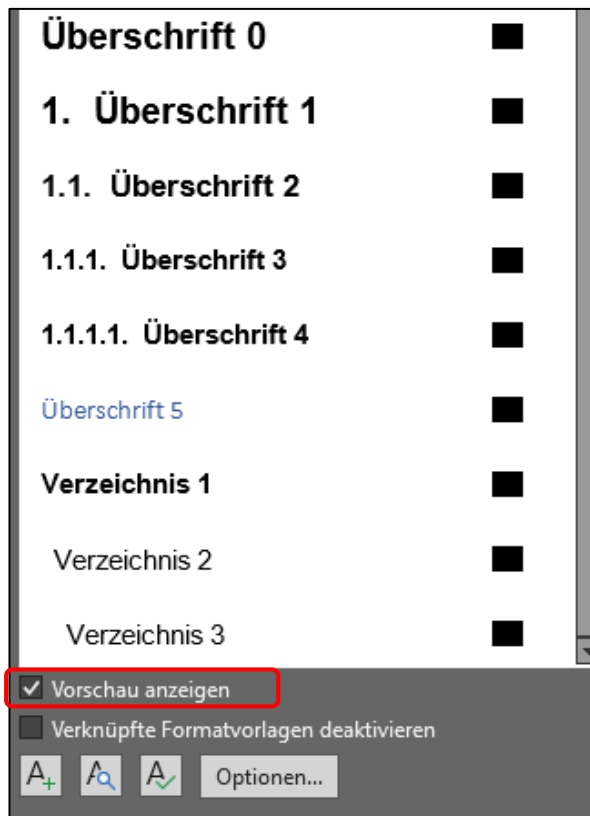 Überschrift 0
1. Überschrift 1
1.1. Überschrift 2
1.1.1. Überschrift 3
1.1.1.1. Überschrift 4
Überschrift 5
Verzeichnis 1
Verzeichnis 2
Verzeichnis 3
Vorschau anzeigen
Verknüpfte Formatvorlagen deaktivieren
Optionen...